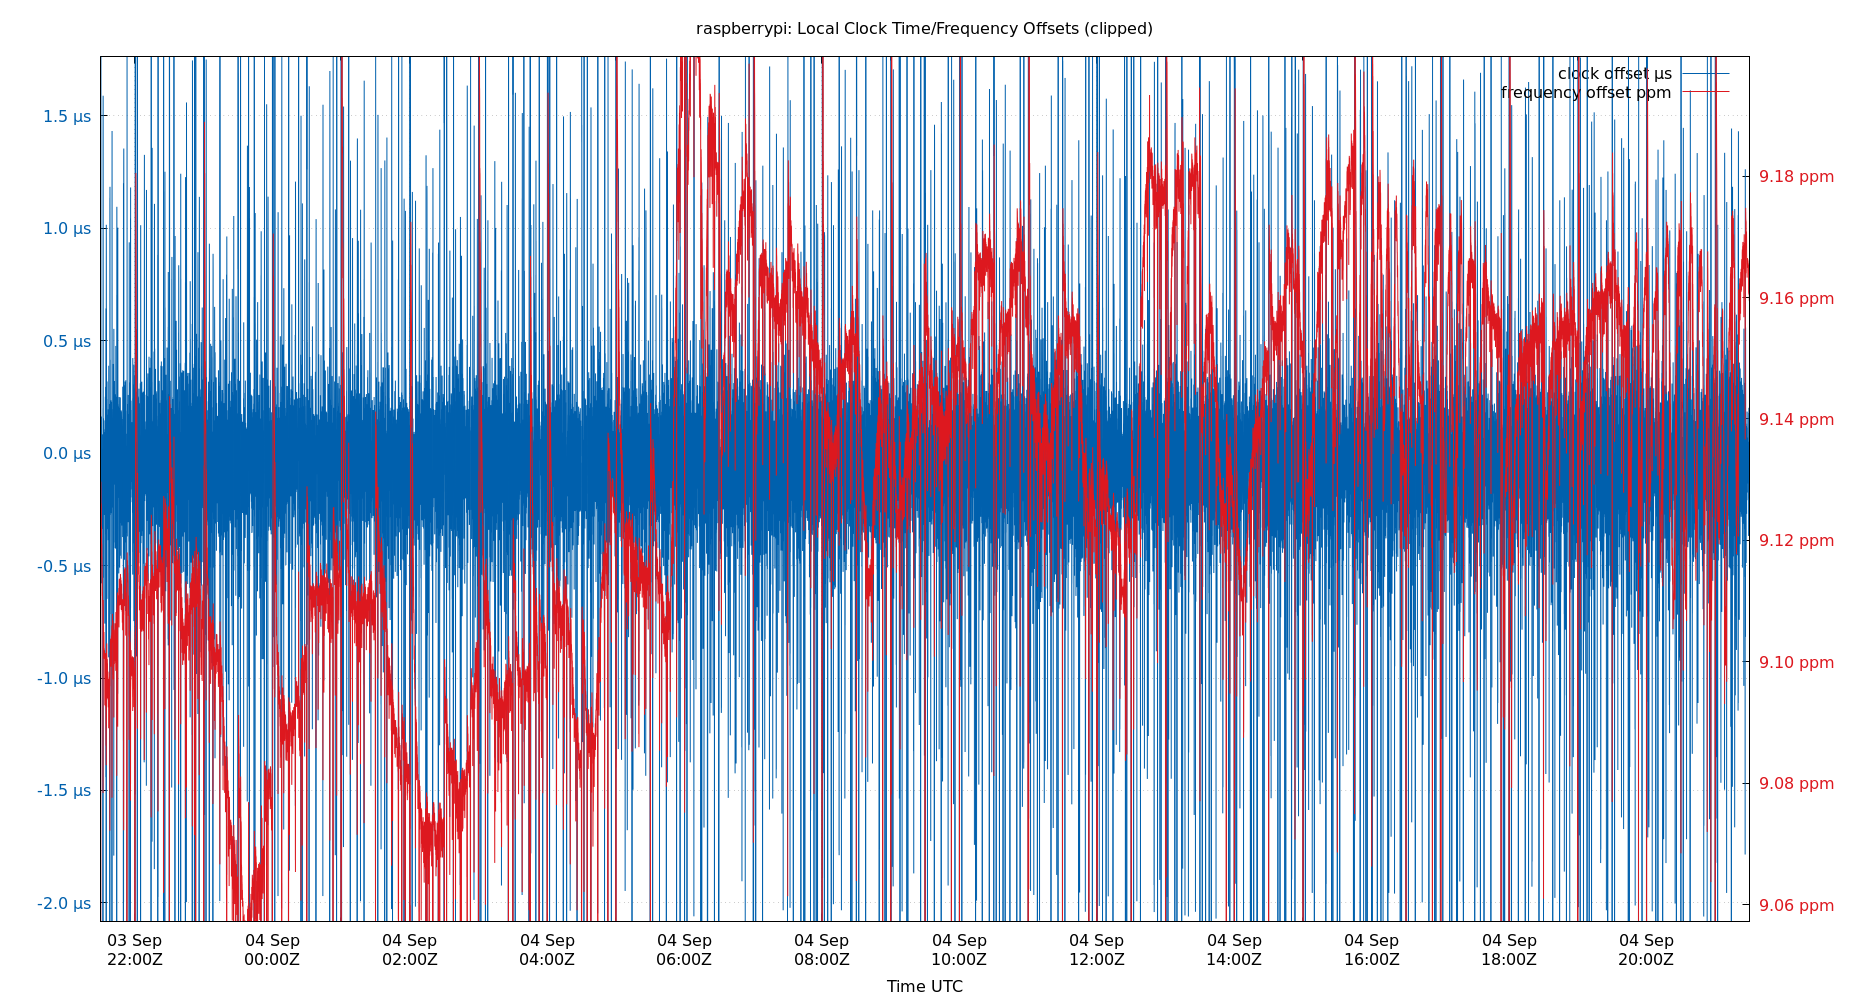 raspberrypi: Local Clock Time/Frequency Offsets (clipped)
clock offset µs
frequency offset ppm
1.5 µs
1.0 µs
0.5 µs
0.0 µs
-0.5 µs
-1.0 µs
-1.5 µs
-2.0 µs
9.18 ppm
9.16 ppm
9.14 ppm
9.12 ppm
9.10 ppm
9.08 ppm
9.06 ppm
03 Sep 04 Sep 04 Sep 04 Sep 04 Sep 04 Sep 04 Sep 04 Sep 04 Sep 04 Sep 04 Sep 04 Sep
22:00Z 00:00Z 02:00Z 04:00Z 06:00Z 08:00Z 10:00Z 12:00Z 14:00Z 16:00Z 18:00Z 20:00Z
Time UTC